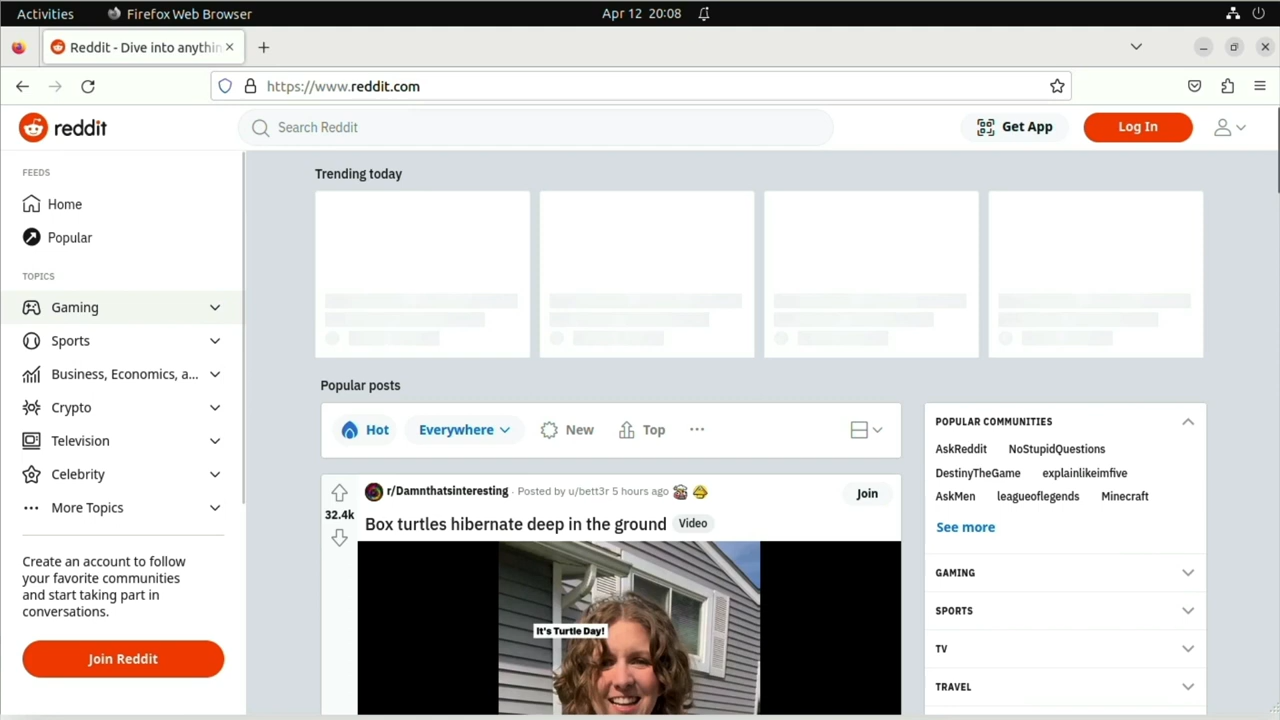 Activities
Firefox Web Browser
Apr 12 20:08
Reddit - Dive into anythin
https://www.reddit.com
reddit
Search Reddit
Get App
Log In
FEEDS
Home
Popular
TOPICS
Gaming
Sports
Business, Economics, a...
Crypto
Television
Celebrity
More Topics
Create an account to follow
your favorite communities
and start taking part in
conversations.
Join Reddit
Trending today
Popular posts
Hot
Everywhere
New
Top
32.4k
r/Damnthatsinteresting · Posted by u/bett3r 5 hours ago
Join
Box turtles hibernate deep in the ground
Video
It's Turtle Day!
POPULAR COMMUNITIES
AskReddit NoStupidQuestions
DestinyTheGame explainlikeimfive
AskMen leagueoflegends Minecraft
See more
GAMING
SPORTS
TV
TRAVEL